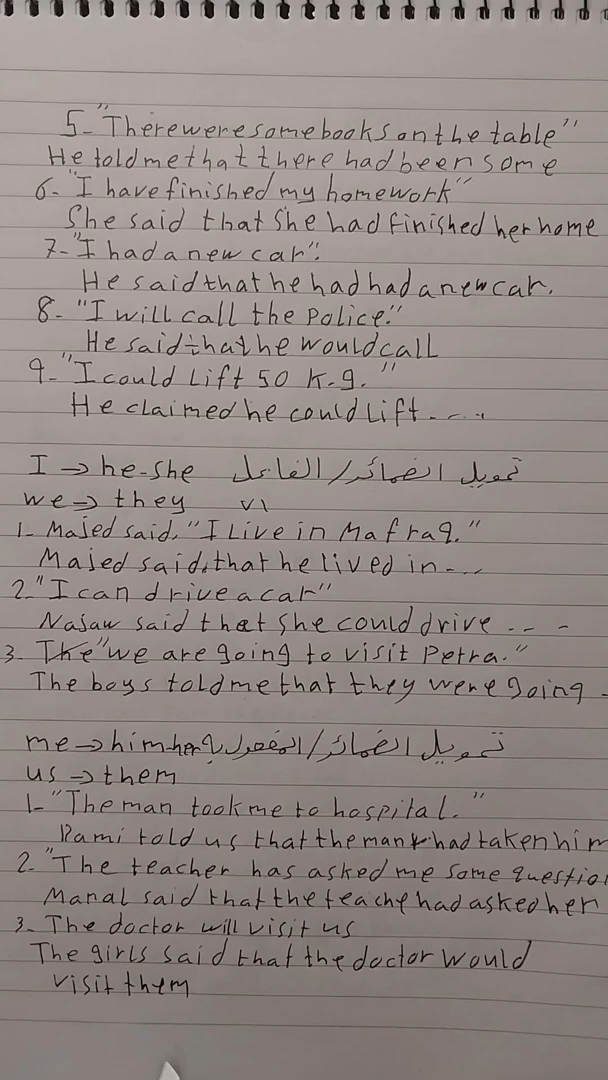 5- "There were some books on the table"
He told me that there had been some
6- "I have finished my homework"
She said that she had finished her home
7- "I had a new car".
He said that he had had a new car.
8- "I will call the Police."
He said that he would call
9- "I could Lift 50 K.g."
He claimed he could Lift ....
I → he-she تحويل الضمائر / الفاعل
we → they
1- Majed said, "I Live in Mafraq."
Majed said, that he lived in ....
2- "I can drive a car"
Najaw said that she could drive ...
3. The "we are going to visit Petra."
The boys told me that they were going -
me → him her تحويل الضمائر / المفعول به
us → them
1- "The man took me to hospital."
Rami told us that the man had taken him
2- "The teacher has asked me some questio
Manal said that the teache had asked her
3- The doctor will visit us
The girls said that the doctor would
visit them